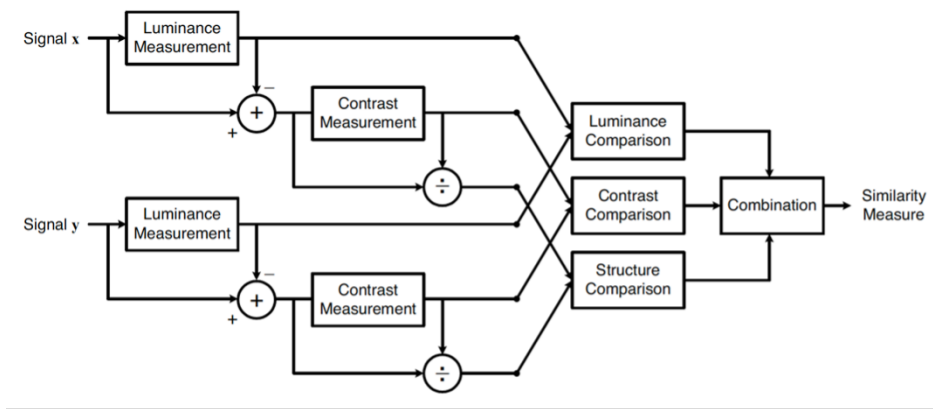 Signal x
Luminance
Measurement
−
+
+
Contrast
Measurement
÷
Luminance
Comparison
Signal y
Luminance
Measurement
−
+
+
Contrast
Measurement
÷
Contrast
Comparison
Structure
Comparison
Combination
Similarity
Measure